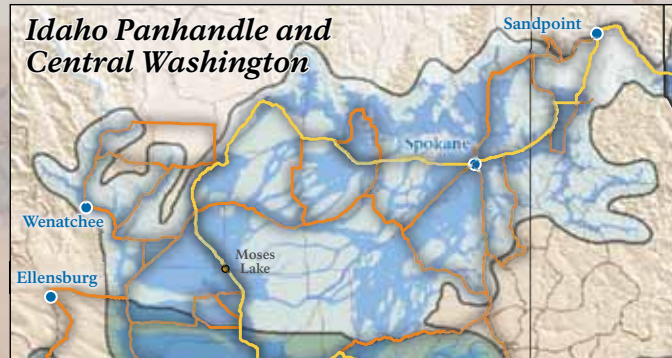 Idaho Panhandle and
Central Washington
Sandpoint
Spokane
Wenatchee
Moses
Lake
Ellensburg